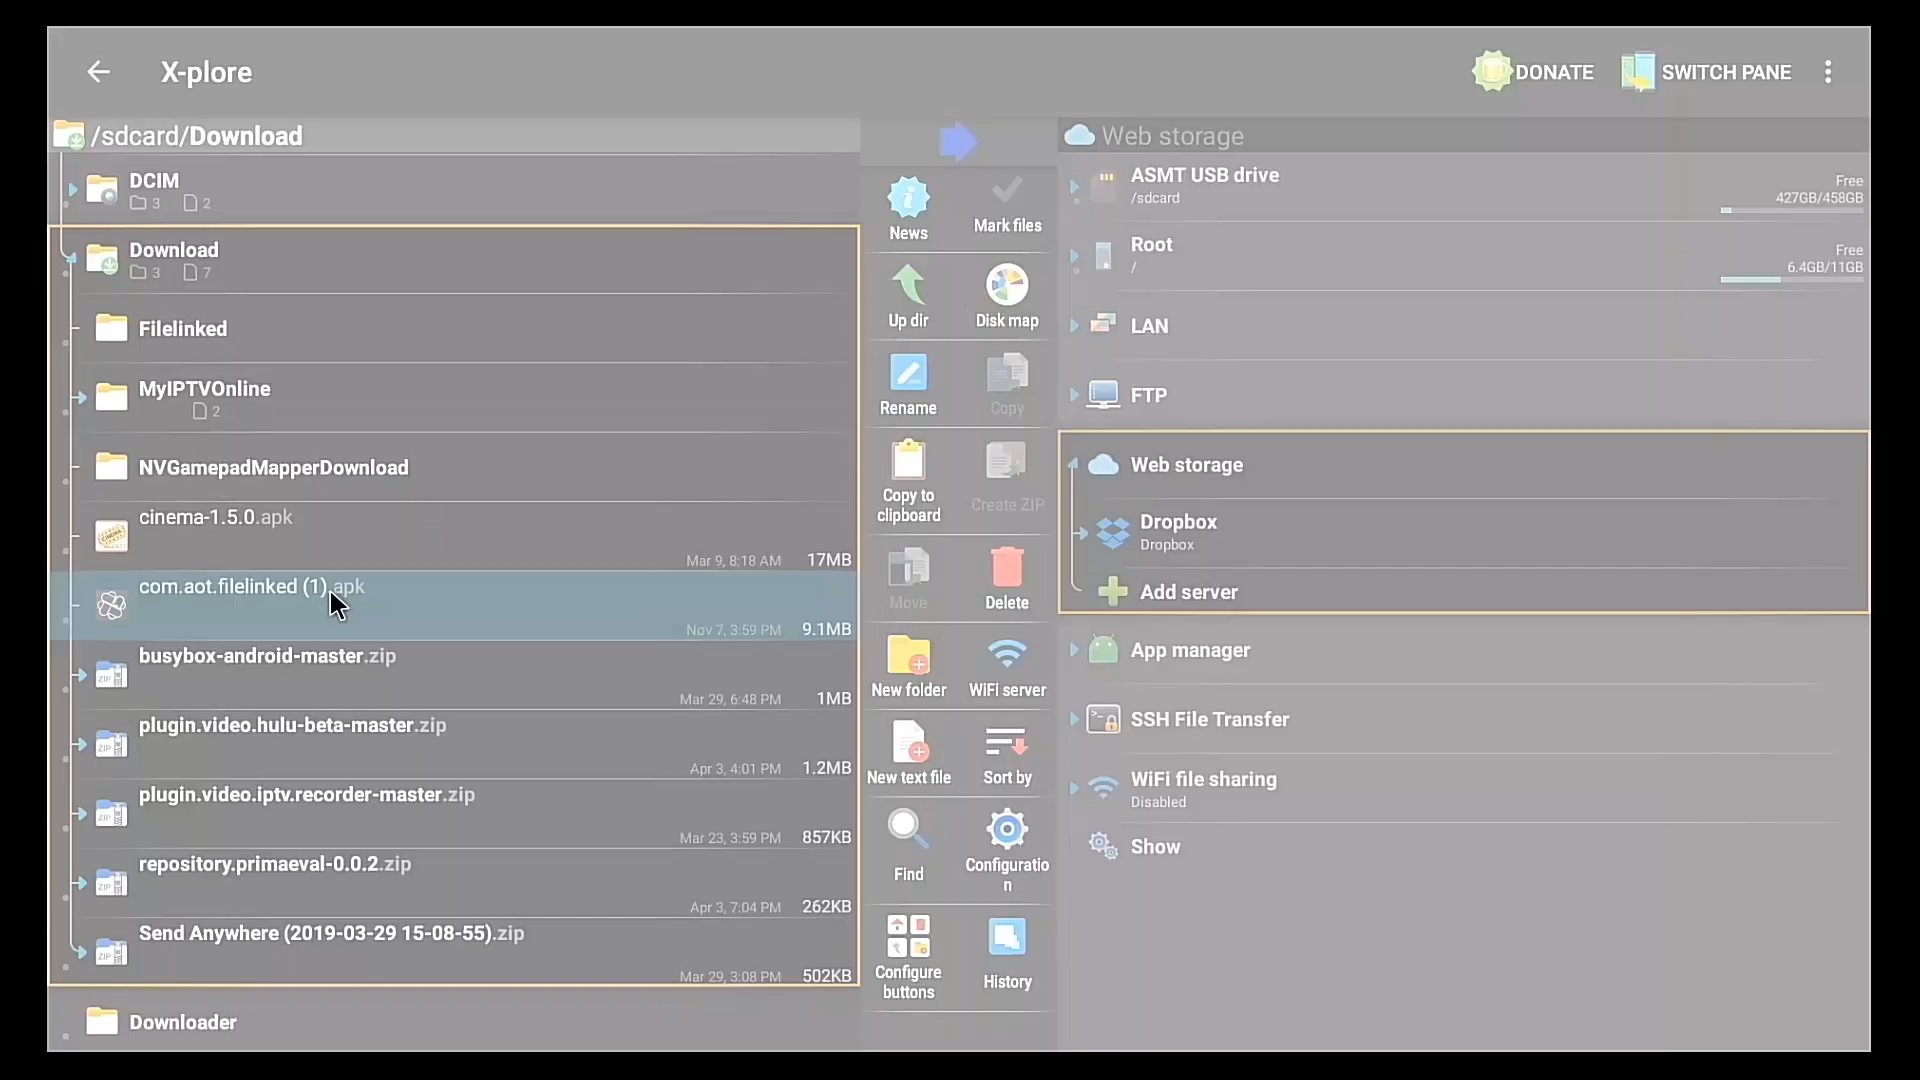 X-plore
DONATE
SWITCH PANE
/sdcard/Download
DCIM
3 2
Download
3 7
Filelinked
MyIPTVOnline
2
NVGamepadMapperDownload
cinema-1.5.0.apk
Mar 9, 8:18 AM 17MB
com.aot.filelinked (1).apk
Nov 7, 3:59 PM 9.1MB
busybox-android-master.zip
Mar 29, 6:48 PM 1MB
plugin.video.hulu-beta-master.zip
Apr 3, 4:01 PM 1.2MB
plugin.video.iptv.recorder-master.zip
Mar 23, 3:59 PM 857KB
repository.primaeval-0.0.2.zip
Apr 3, 7:04 PM 262KB
Send Anywhere (2019-03-29 15-08-55).zip
Mar 29, 3:08 PM 502KB
Downloader
News
Mark files
Up dir
Disk map
Rename
Copy
Copy to
clipboard
Create ZIP
Move
Delete
New folder
WiFi server
New text file
Sort by
Find
Configuratio
n
Configure
buttons
History
Web storage
ASMT USB drive
/sdcard
Free
427GB/458GB
Root
/
Free
6.4GB/11GB
LAN
FTP
Web storage
Dropbox
Dropbox
Add server
App manager
SSH File Transfer
WiFi file sharing
Disabled
Show